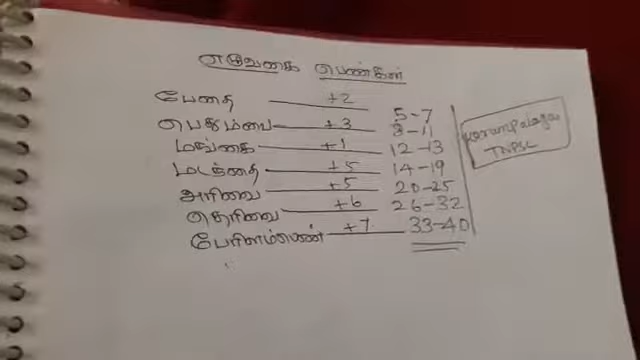 எழுவகை பெண்கள்
பேதை +2 5-7
பெதும்பை +3 8-11
மங்கை +1 12-13
மடந்தை +5 14-19
அரிவை +5 20-25
தெரிவை +6 26-32
பேரிளம்பெண் +7 33-40
TNPSC